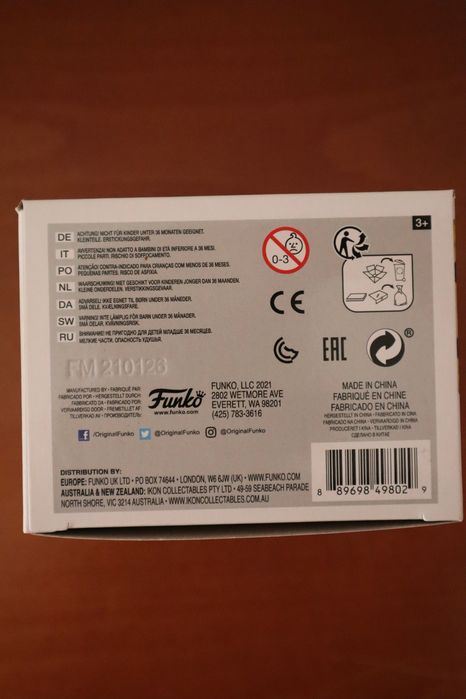 3+
DE ACHTUNG! NICHT FÜR KINDER UNTER 36 MONATEN GEEIGNET.
KLEINTEILE. ERSTICKUNGSGEFAHR.
IT AVVERTENZA! NON ADATTO A BAMBINI DI ETÀ INFERIORE A 36 MESI.
PICCOLE PARTI. RISCHIO DI SOFFOCAMENTO.
PO ATENÇÃO! CONTRA-INDICADO PARA CRIANÇAS COM MENOS DE 36 MESES.
PEQUENAS PARTES. RISCO DE ASFIXIA.
NL WAARSCHUWING! NIET GESCHIKT VOOR KINDEREN JONGER DAN 36 MAANDEN.
KLEINE ONDERDELEN. VERSTIKKINGSGEVAAR.
DA ADVARSEL! IKKE EGNET TIL BØRN UNDER 36 MÅNEDER.
SMÅ DELE. KVÆLNINGSFARE.
SW VARNING! INTE LÄMPLIG FÖR BARN UNDER 36 MÅNADER.
SMÅ DELAR. KVÄVNINGSRISK.
RU ВНИМАНИЕ! НЕ ПРИГОДНО ДЛЯ ДЕТЕЙ МЛАДШЕ 36 МЕСЯЦЕВ.
МЕЛКИЕ ЧАСТИ. ОПАСНОСТЬ УДУШЬЯ.
0-3
CE
EAC
®
FM 210126
MANUFACTURED BY • FABRIQUÉ PAR
FABRICADO POR • HERGESTELLT DURCH
FABBRICATO DA • FABRICADO POR
VERVAARDIGD DOOR • FREMSTILLET AF
TILLVERKAD AV • ПРОИЗВОДИТЕЛЬ:
Funko
www.funko.com
FUNKO, LLC 2021
2802 WETMORE AVE
EVERETT, WA 98201
(425) 783-3616
MADE IN CHINA
FABRIQUÉ EN CHINE
FABRICADO EN CHINA
HERGESTELLT IN CHINA • FABBRICATO IN CINA
FABRICADO NA CHINA • VERVAARDIGD IN CHINA
PRODUCERET I KINA • TILLVERKAD I KINA
СДЕЛАНО В КИТАЕ
/OriginalFunko @OriginalFunko @OriginalFunko
DISTRIBUTION BY:
EUROPE: FUNKO UK LTD • PO BOX 74644 • LONDON, W6 6JW (UK) • WWW.FUNKO.COM
AUSTRALIA & NEW ZEALAND: IKON COLLECTABLES PTY LTD • 49-59 SEABEACH PARADE
NORTH SHORE, VIC 3214 AUSTRALIA • WWW.IKONCOLLECTABLES.COM.AU
8 89698 49802 9